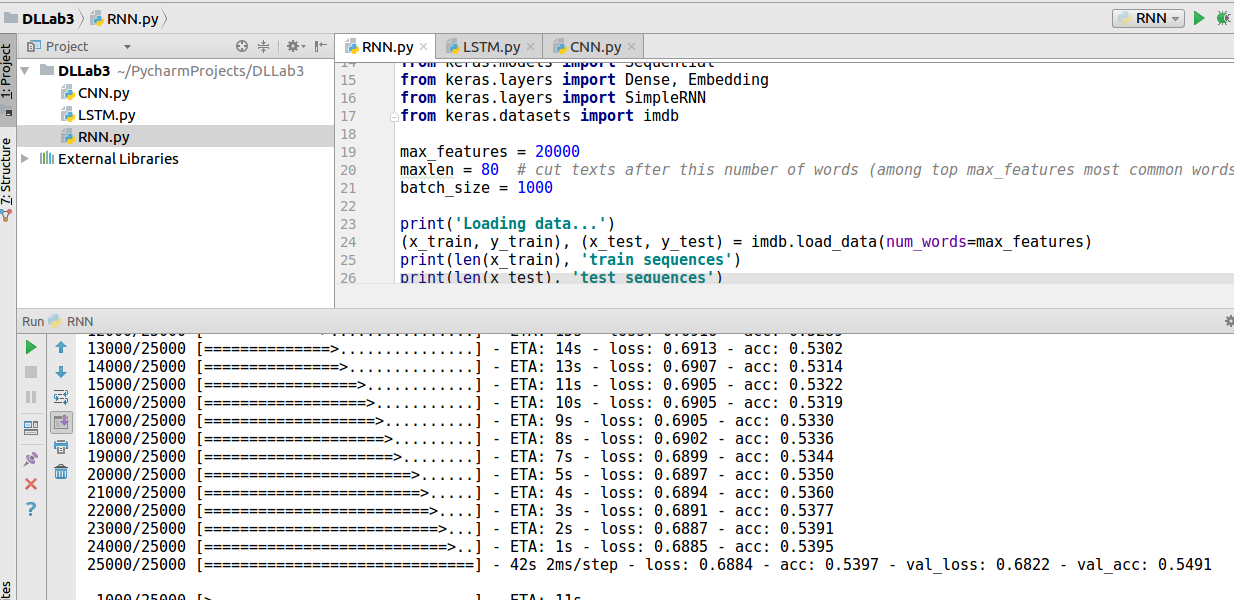 DLLab3 RNN.py RNN
1: Project
7: Structure
Project
DLLab3 ~/PycharmProjects/DLLab3
CNN.py
LSTM.py
RNN.py
External Libraries
RNN.py LSTM.py CNN.py
14 from keras.models import Sequential
15 from keras.layers import Dense, Embedding
16 from keras.layers import SimpleRNN
17 from keras.datasets import imdb
18
19 max_features = 20000
20 maxlen = 80 # cut texts after this number of words (among top max_features most common words
21 batch_size = 1000
22
23 print('Loading data...')
24 (x_train, y_train), (x_test, y_test) = imdb.load_data(num_words=max_features)
25 print(len(x_train), 'train sequences')
26 print(len(x_test), 'test sequences')
Run RNN
13000/25000 [==============>...............] - ETA: 14s - loss: 0.6913 - acc: 0.5302
14000/25000 [===============>..............] - ETA: 13s - loss: 0.6907 - acc: 0.5314
15000/25000 [=================>............] - ETA: 11s - loss: 0.6905 - acc: 0.5322
16000/25000 [==================>...........] - ETA: 10s - loss: 0.6905 - acc: 0.5319
17000/25000 [===================>..........] - ETA: 9s - loss: 0.6905 - acc: 0.5330
18000/25000 [====================>.........] - ETA: 8s - loss: 0.6902 - acc: 0.5336
19000/25000 [=====================>........] - ETA: 7s - loss: 0.6899 - acc: 0.5344
20000/25000 [=======================>......] - ETA: 5s - loss: 0.6897 - acc: 0.5350
21000/25000 [========================>.....] - ETA: 4s - loss: 0.6894 - acc: 0.5360
22000/25000 [=========================>....] - ETA: 3s - loss: 0.6891 - acc: 0.5377
23000/25000 [==========================>...] - ETA: 2s - loss: 0.6887 - acc: 0.5391
24000/25000 [===========================>..] - ETA: 1s - loss: 0.6885 - acc: 0.5395
25000/25000 [==============================] - 42s 2ms/step - loss: 0.6884 - acc: 0.5397 - val_loss: 0.6822 - val_acc: 0.5491
1000/25000 [>.............................] - ETA: 11s